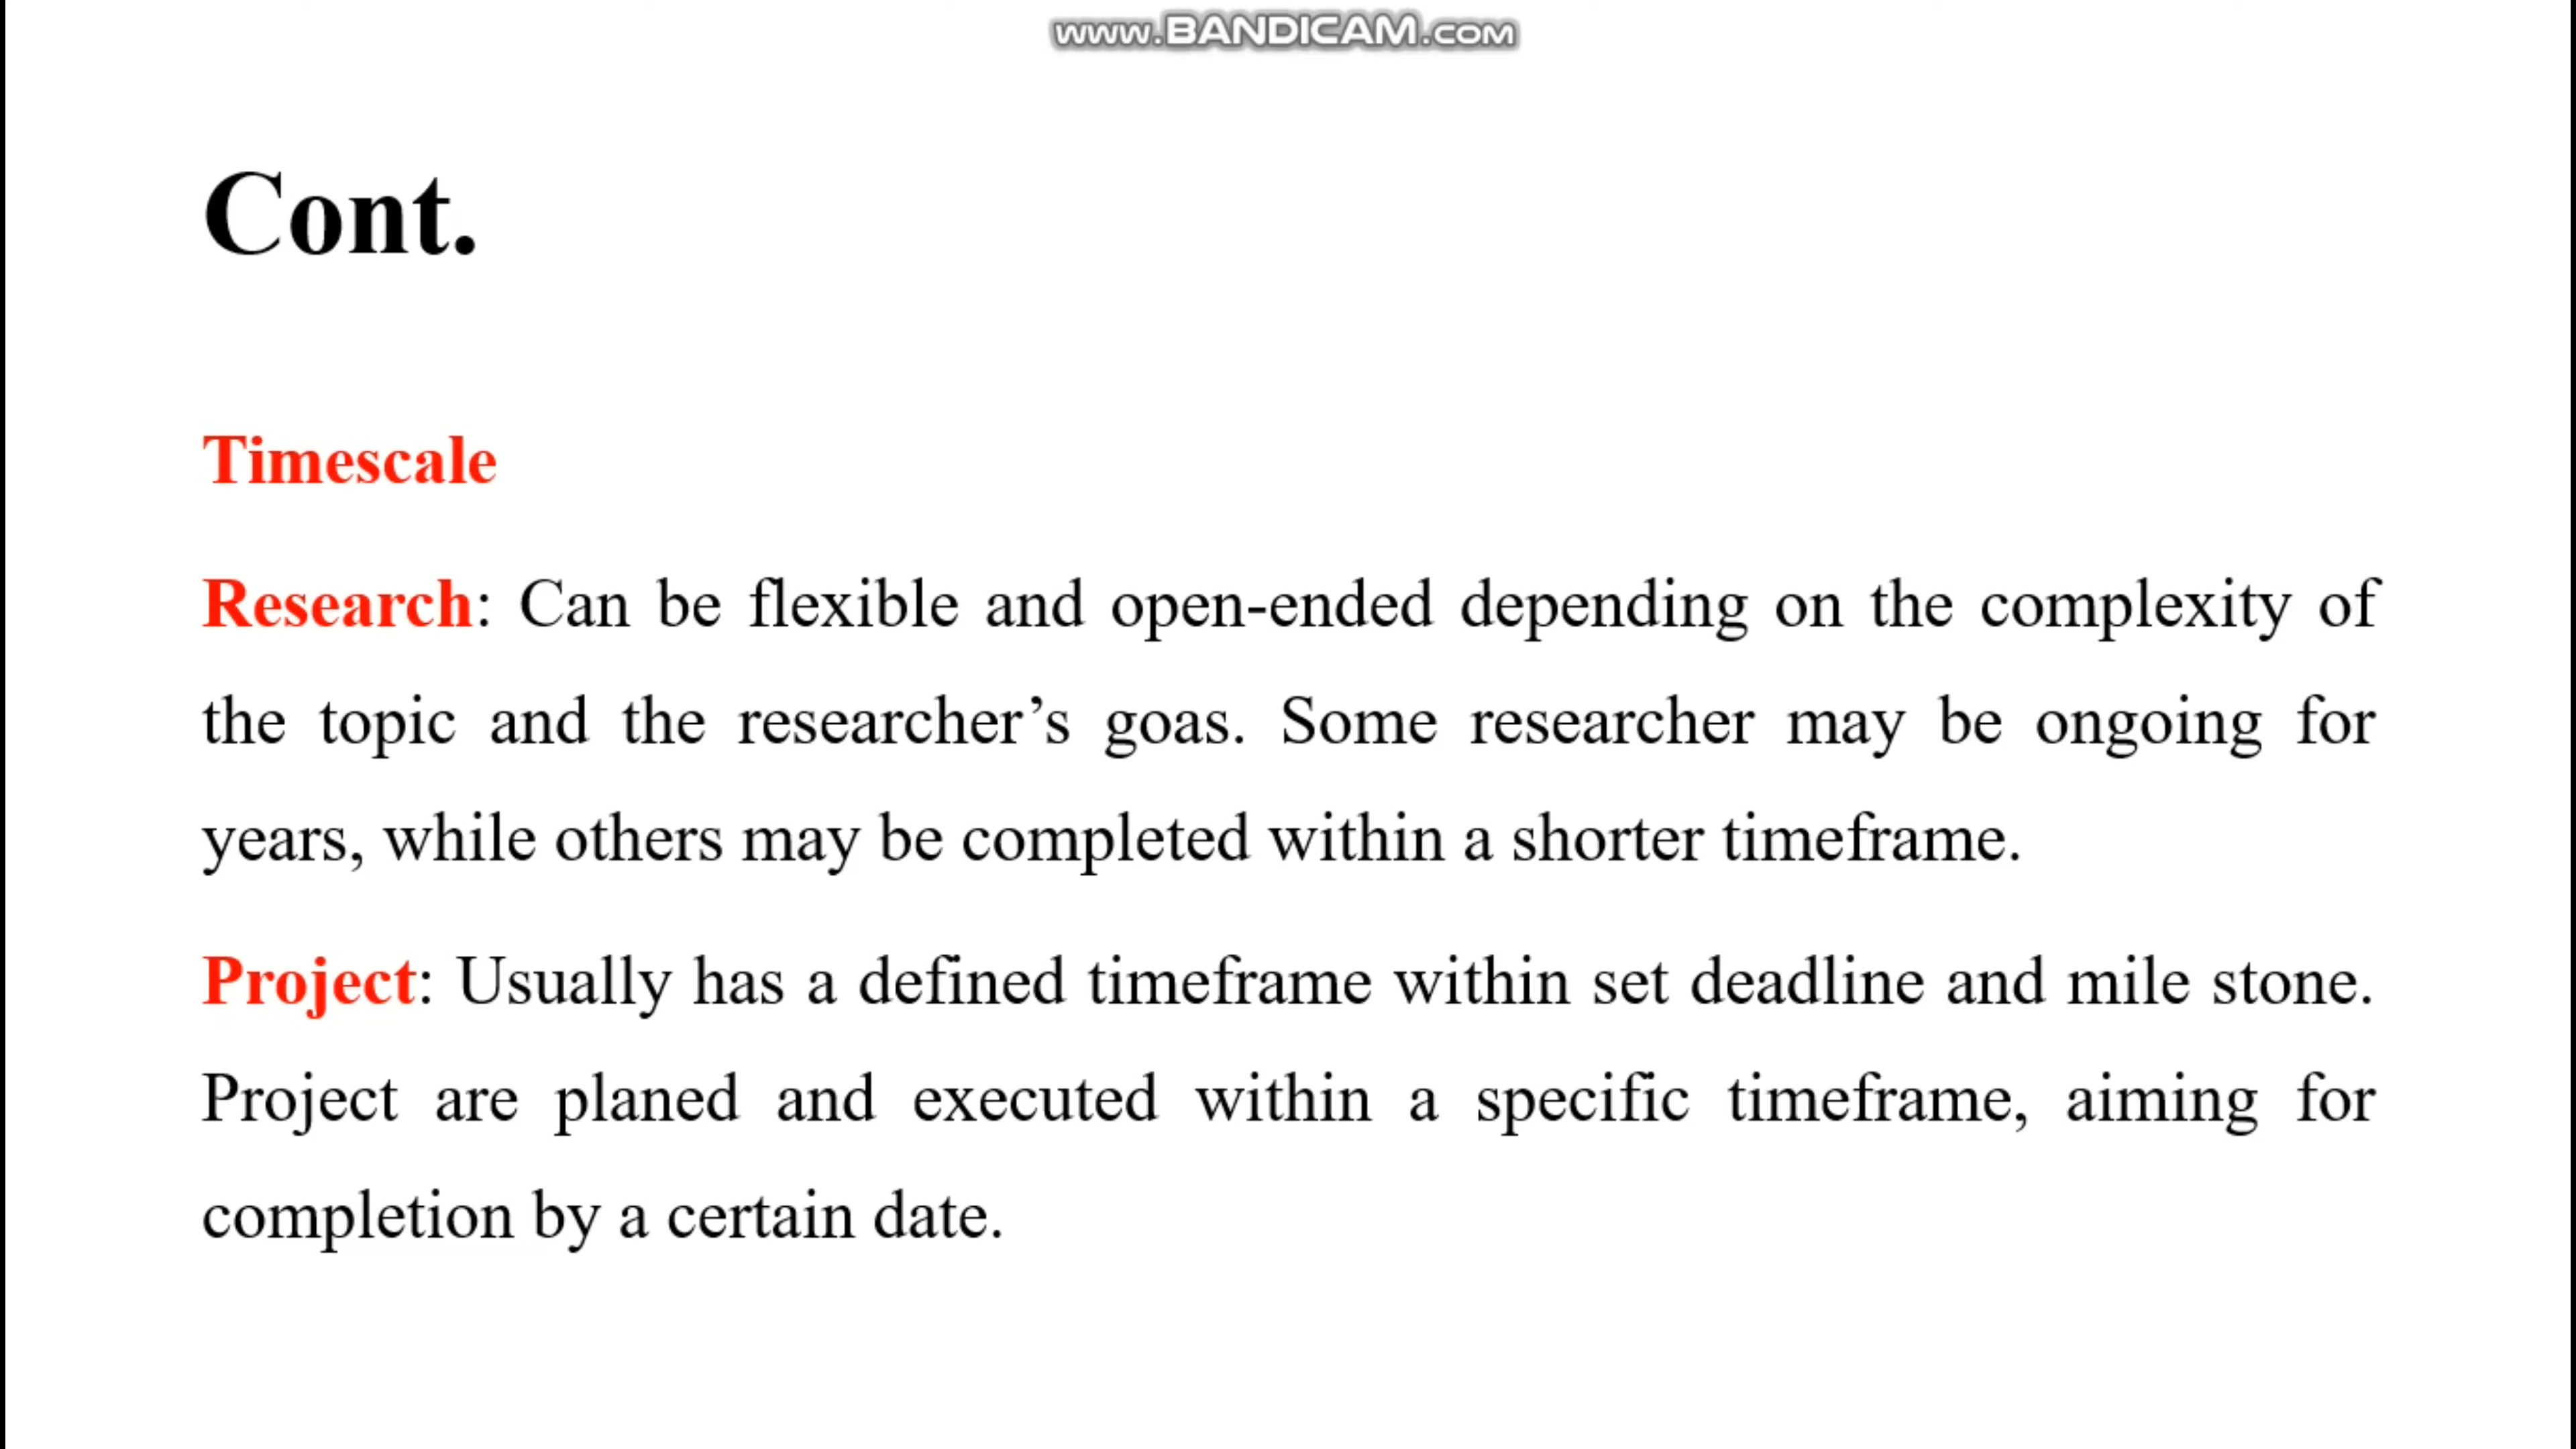 www.BANDICAM.com
Cont.
Timescale
Research: Can be flexible and open-ended depending on the complexity of
the topic and the researcher’s goas. Some researcher may be ongoing for
years, while others may be completed within a shorter timeframe.
Project: Usually has a defined timeframe within set deadline and mile stone.
Project are planed and executed within a specific timeframe, aiming for
completion by a certain date.